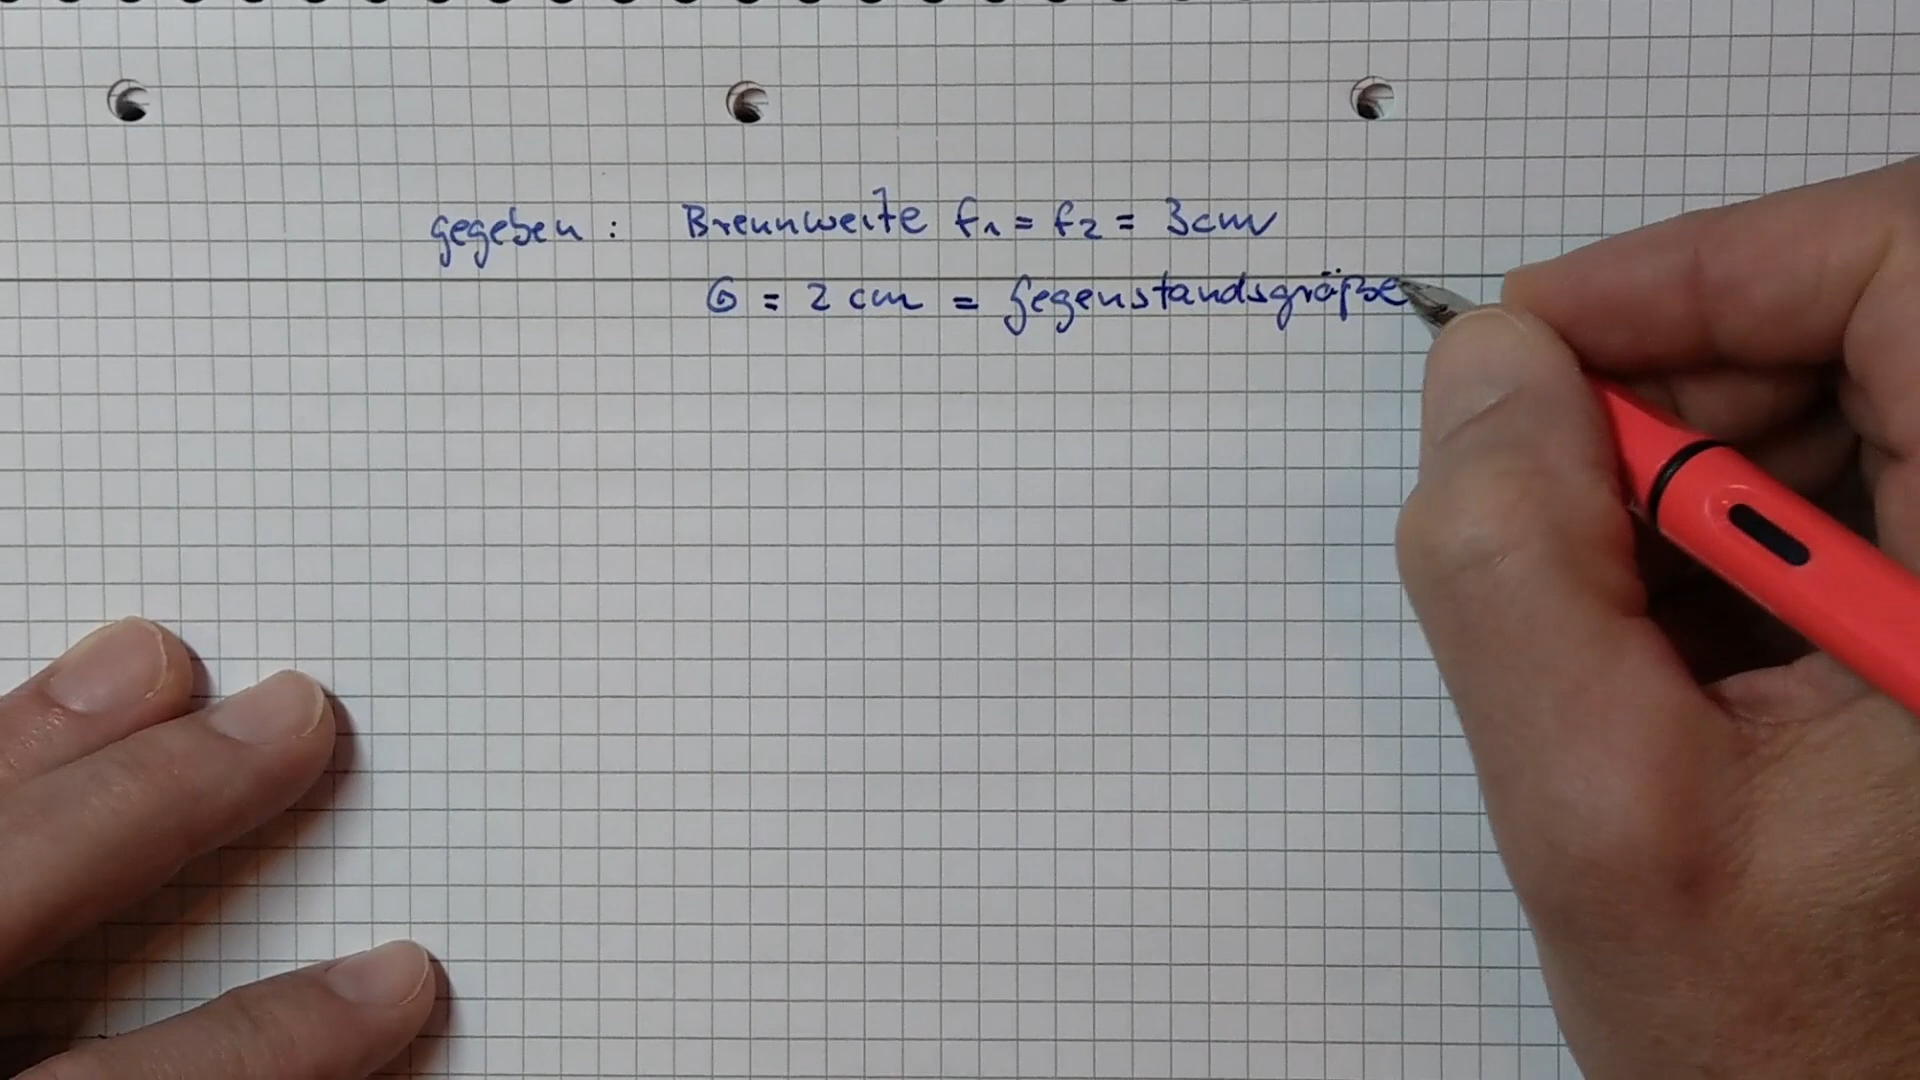 gegeben : Brennweite f₁ = f₂ = 3cm
G = 2 cm = Gegenstandsgröße